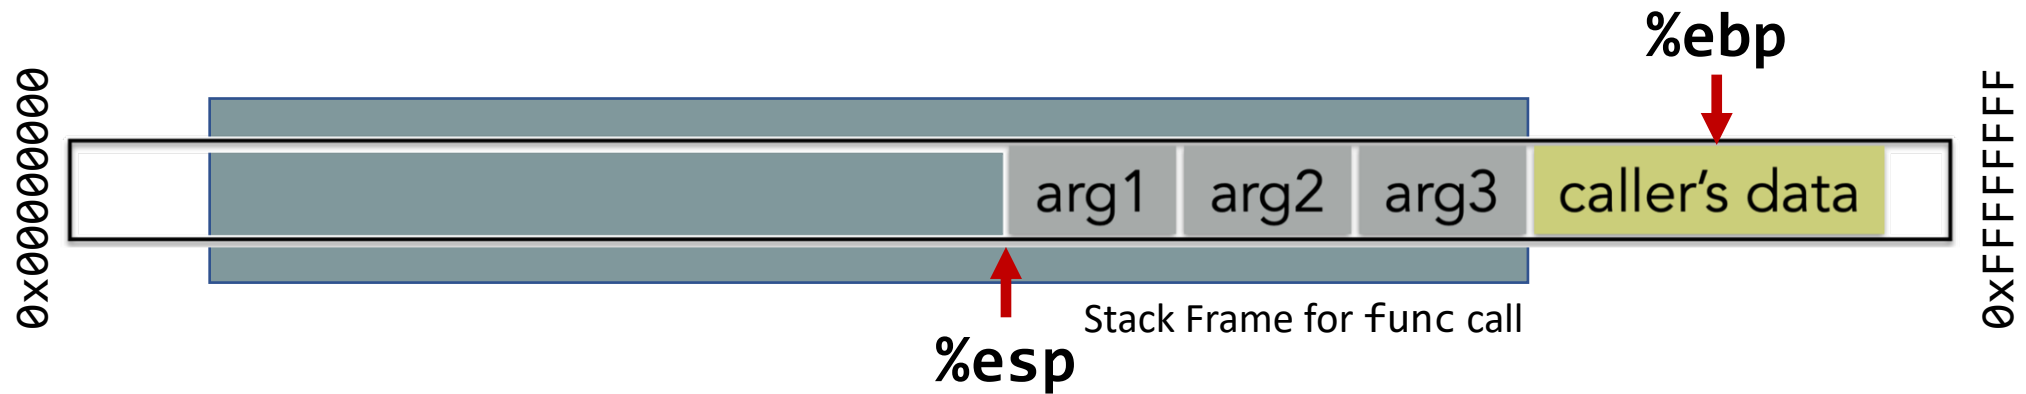 %ebp
0x00000000
arg1 arg2 arg3 caller's data
0xFFFFFFFF
Stack Frame for func call
%esp